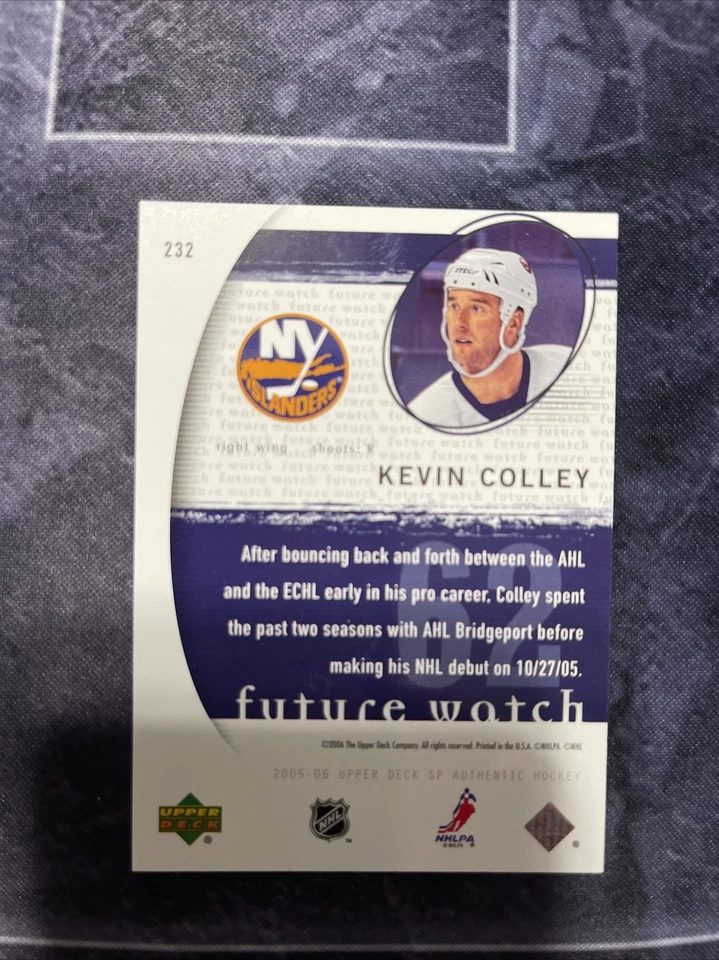 232
NY
ISLANDERS
right wing shoots: R
KEVIN COLLEY
62
After bouncing back and forth between the AHL
and the ECHL early in his pro career, Colley spent
the past two seasons with AHL Bridgeport before
making his NHL debut on 10/27/05.
future watch
©2006 The Upper Deck Company. All rights reserved. Printed in the U.S.A. ©NHLPA. ©NHL
2005-06 UPPER DECK SP AUTHENTIC HOCKEY
UPPER
DECK
®
NHL
™
NHLPA
© NHLPA
®